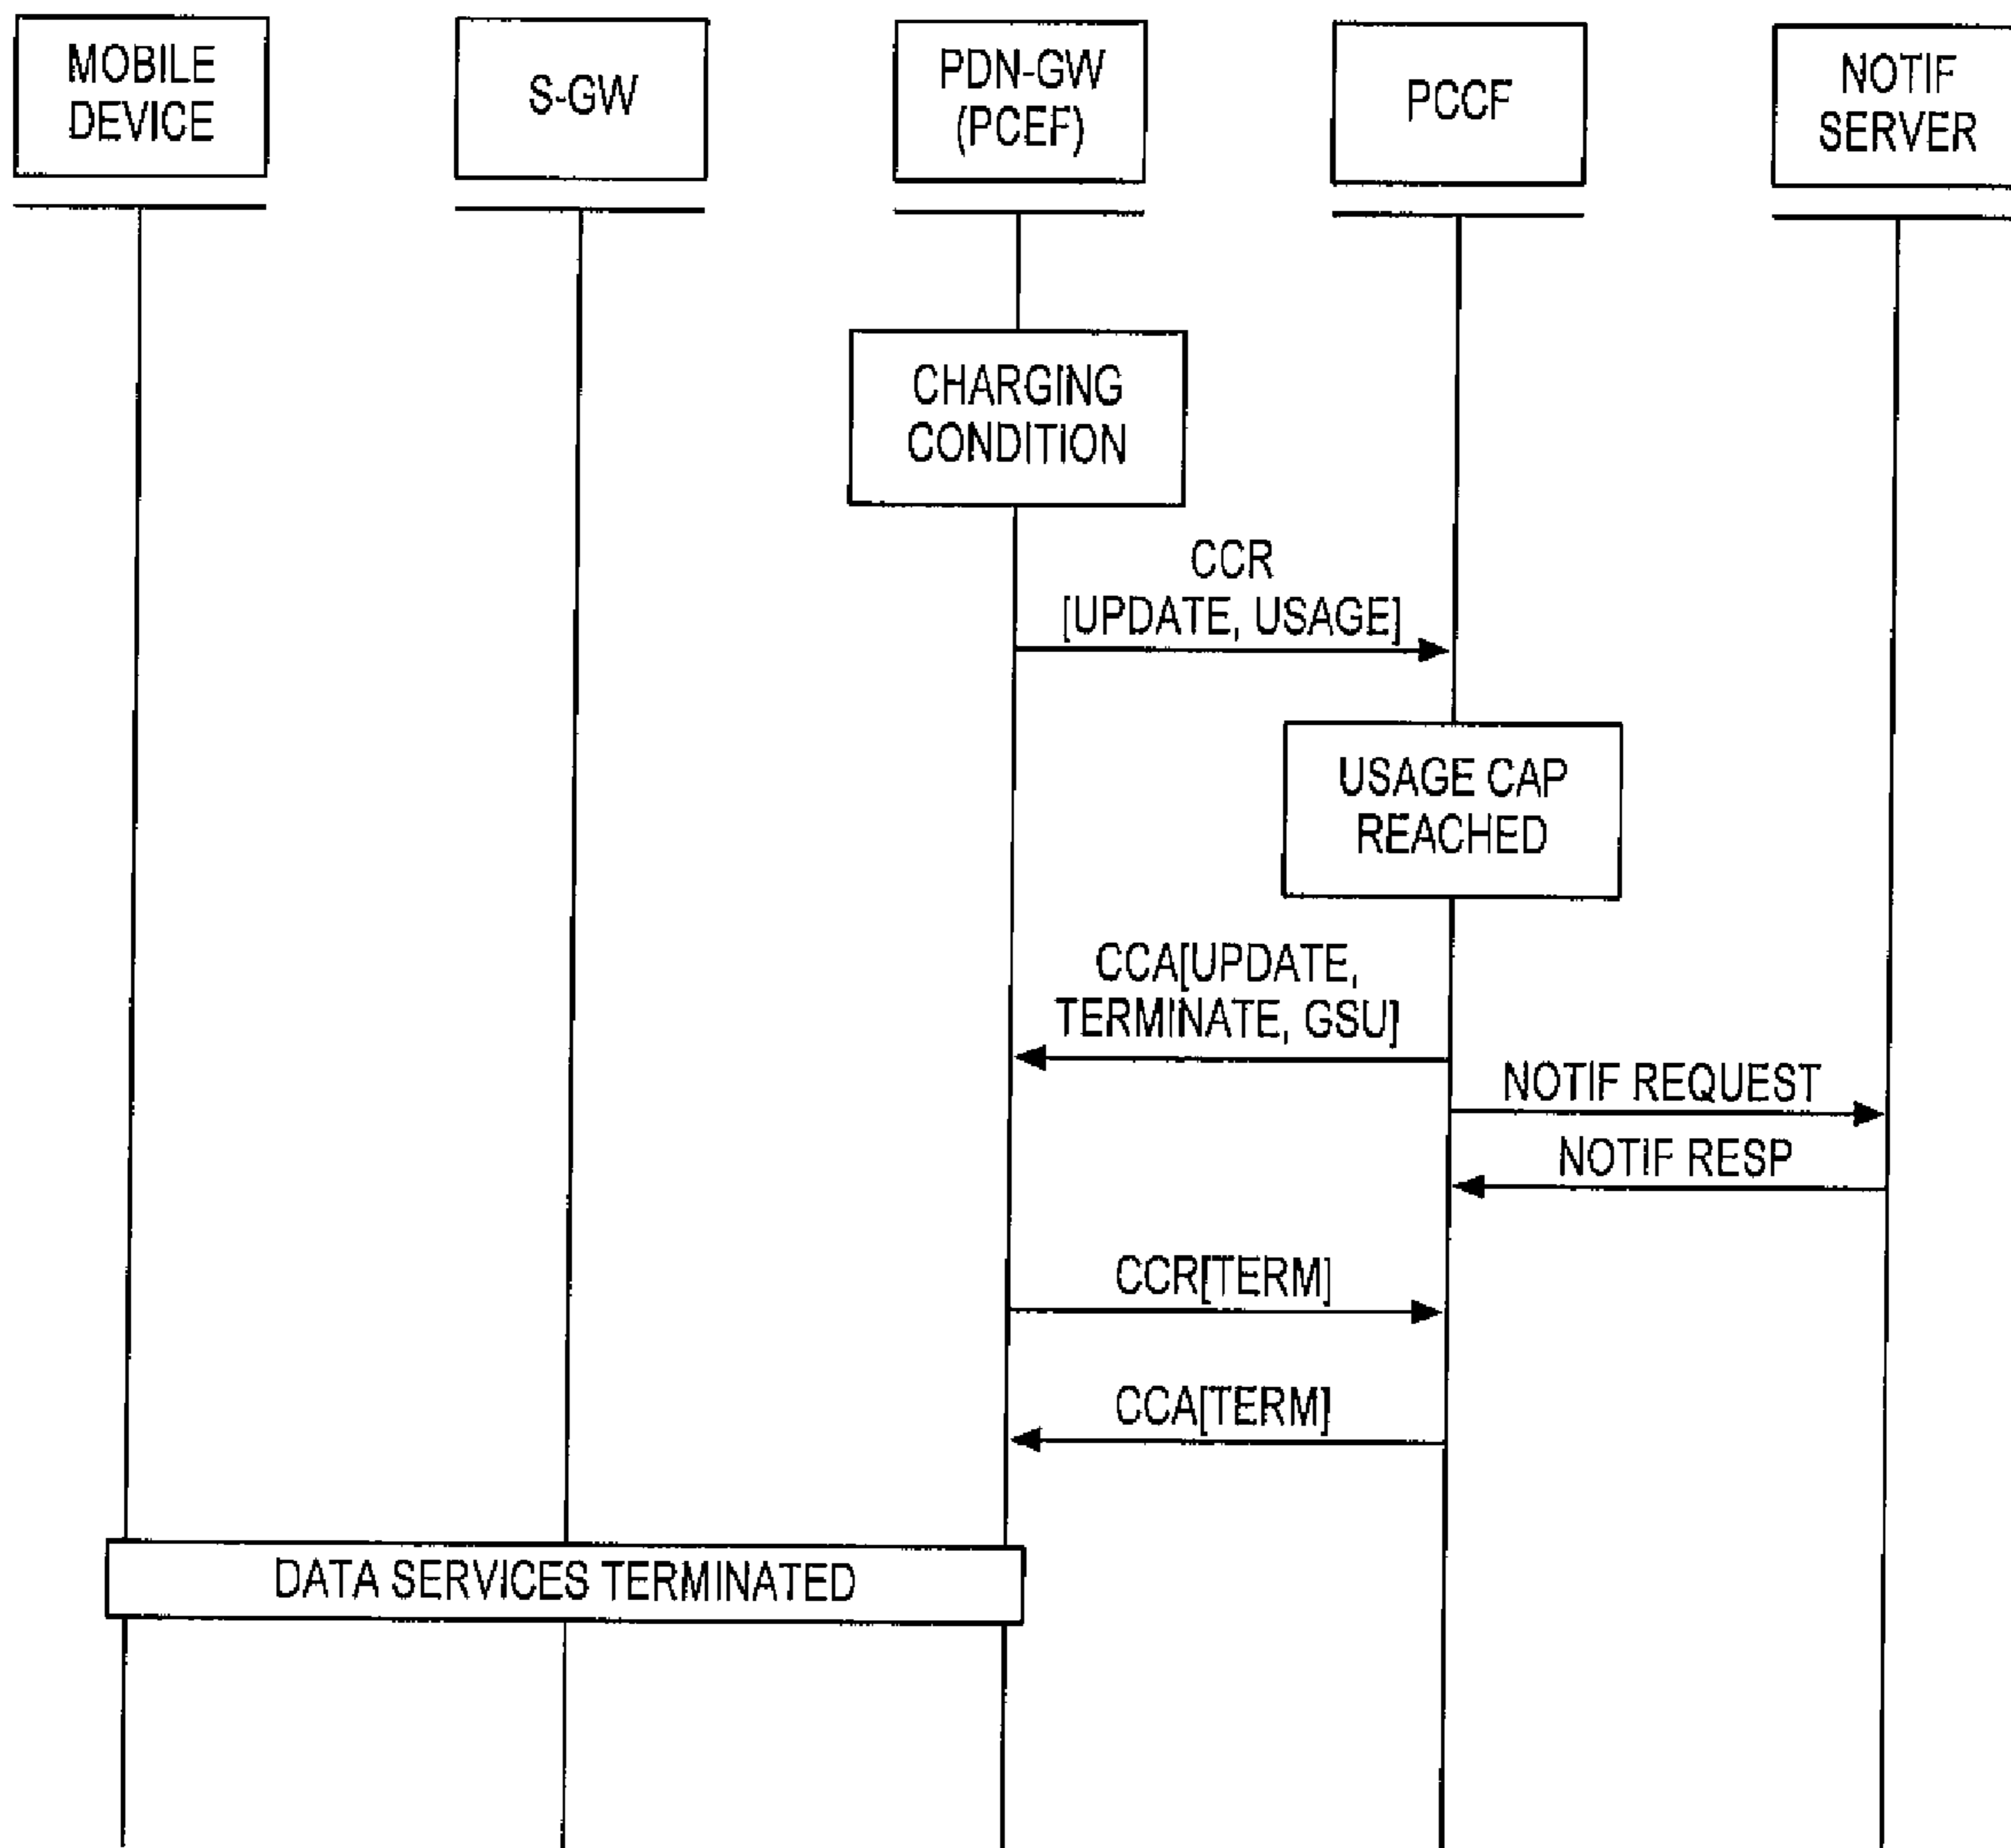 MOBILE
DEVICE
S-GW
PDN-GW
(PCEF)
PCCF
NOTIF
SERVER
CHARGING
CONDITION
CCR
[UPDATE, USAGE]
USAGE CAP
REACHED
CCA[UPDATE,
TERMINATE, GSU]
NOTIF REQUEST
NOTIF RESP
CCR[TERM]
CCA[TERM]
DATA SERVICES TERMINATED